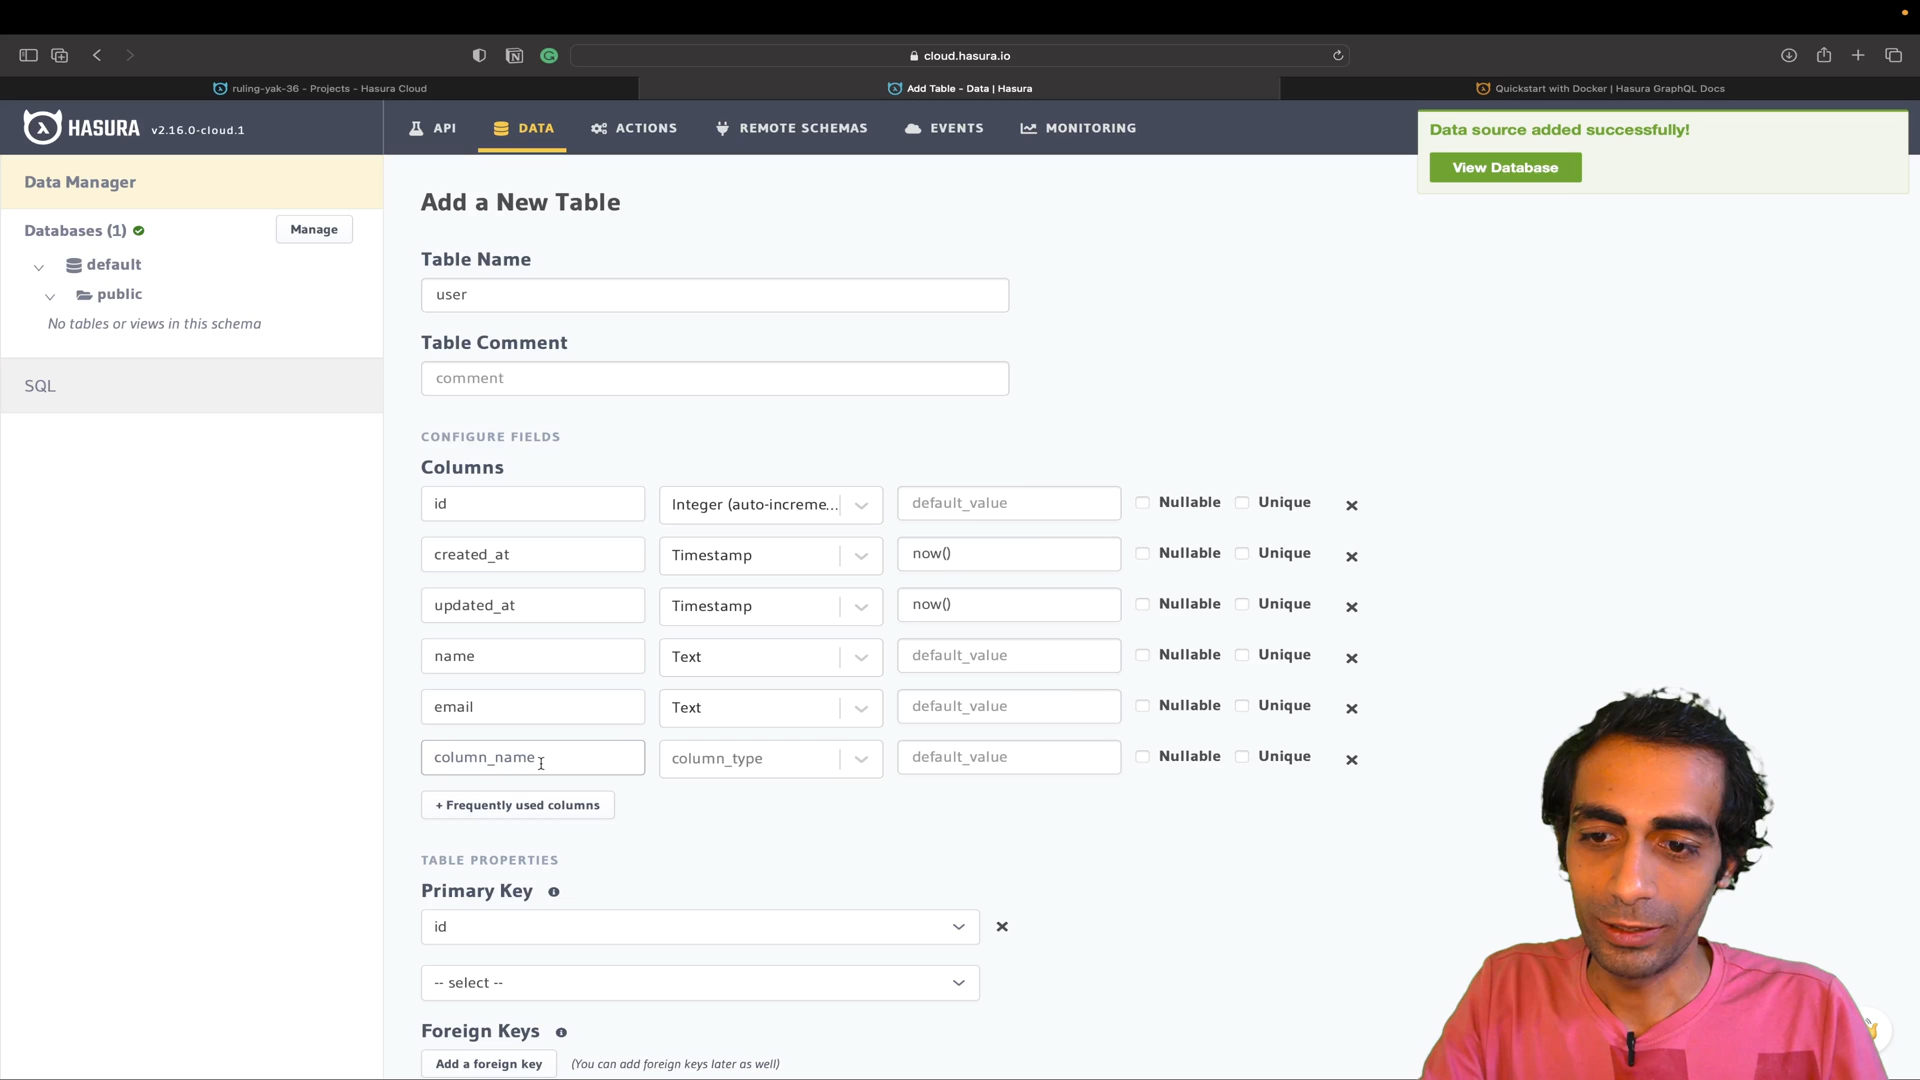 cloud.hasura.io
ruling-yak-36 - Projects - Hasura Cloud
Add Table - Data | Hasura
Quickstart with Docker | Hasura GraphQL Docs
HASURA v2.16.0-cloud.1
API
DATA
ACTIONS
REMOTE SCHEMAS
EVENTS
MONITORING
Data source added successfully!
View Database
Data Manager
Databases (1)
Manage
default
public
No tables or views in this schema
SQL
Add a New Table
Table Name
user
Table Comment
comment
CONFIGURE FIELDS
Columns
id Integer (auto-increme... default_value Nullable Unique
created_at Timestamp now() Nullable Unique
updated_at Timestamp now() Nullable Unique
name Text default_value Nullable Unique
email Text default_value Nullable Unique
column_name column_type default_value Nullable Unique
+ Frequently used columns
TABLE PROPERTIES
Primary Key
id
-- select --
Foreign Keys
Add a foreign key (You can add foreign keys later as well)